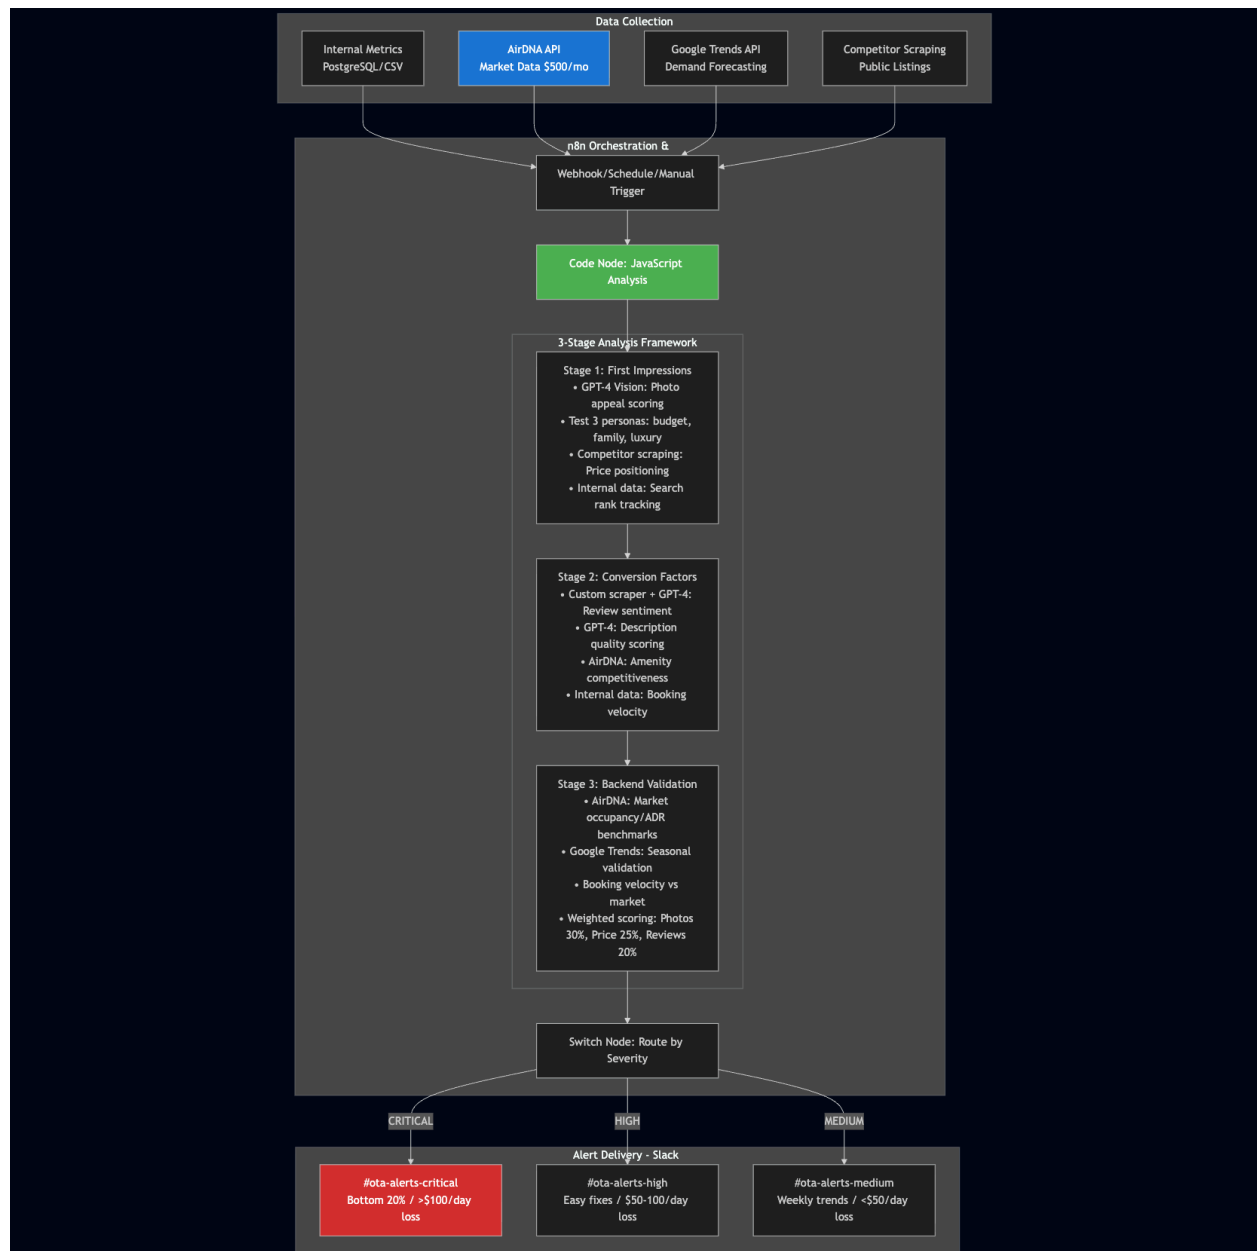 Data Collection
Internal Metrics
PostgreSQL/CSV
AirDNA API
Market Data $500/mo
Google Trends API
Demand Forecasting
Competitor Scraping
Public Listings
n8n Orchestration &
Webhook/Schedule/Manual
Trigger
Code Node: JavaScript
Analysis
3-Stage Analysis Framework
Stage 1: First Impressions
• GPT-4 Vision: Photo
appeal scoring
• Test 3 personas: budget,
family, luxury
• Competitor scraping:
Price positioning
• Internal data: Search
rank tracking
Stage 2: Conversion Factors
• Custom scraper + GPT-4:
Review sentiment
• GPT-4: Description
quality scoring
• AirDNA: Amenity
competitiveness
• Internal data: Booking
velocity
Stage 3: Backend Validation
• AirDNA: Market
occupancy/ADR
benchmarks
• Google Trends: Seasonal
validation
• Booking velocity vs
market
• Weighted scoring: Photos
30%, Price 25%, Reviews
20%
Switch Node: Route by
Severity
CRITICAL
HIGH
MEDIUM
Alert Delivery - Slack
#ota-alerts-critical
Bottom 20% / >$100/day
loss
#ota-alerts-high
Easy fixes / $50-100/day
loss
#ota-alerts-medium
Weekly trends / <$50/day
loss